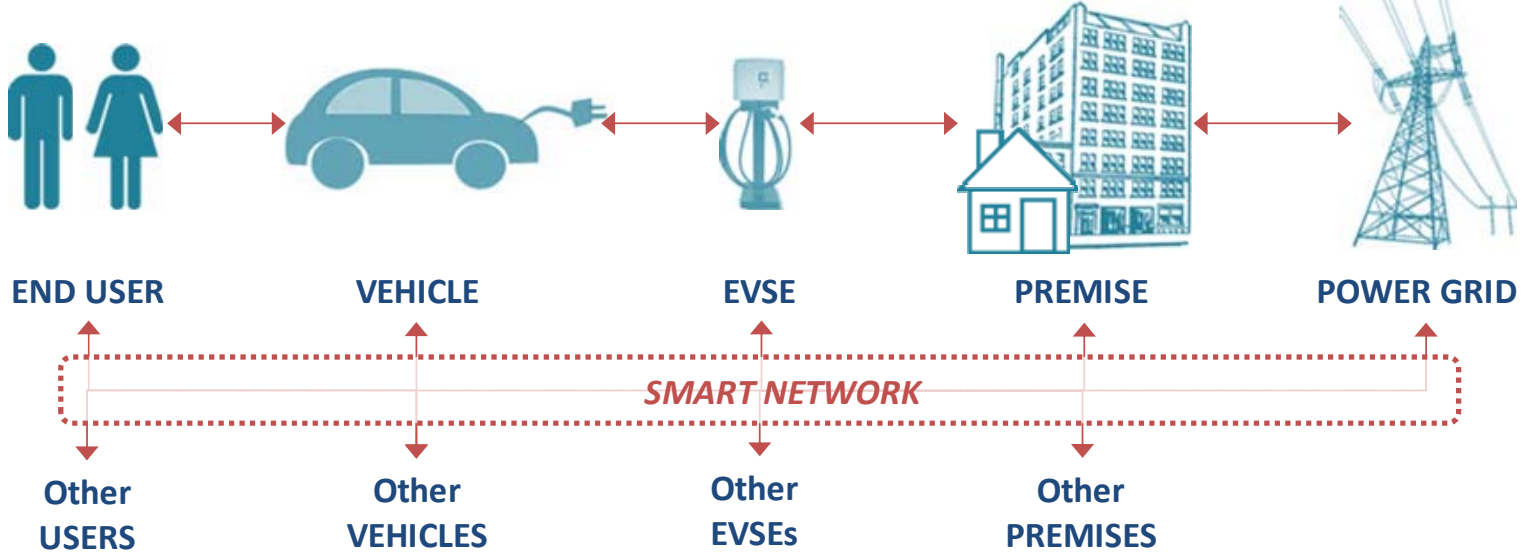 END USER
VEHICLE
EVSE
PREMISE
POWER GRID
SMART NETWORK
Other
USERS
Other
VEHICLES
Other
EVSEs
Other
PREMISES